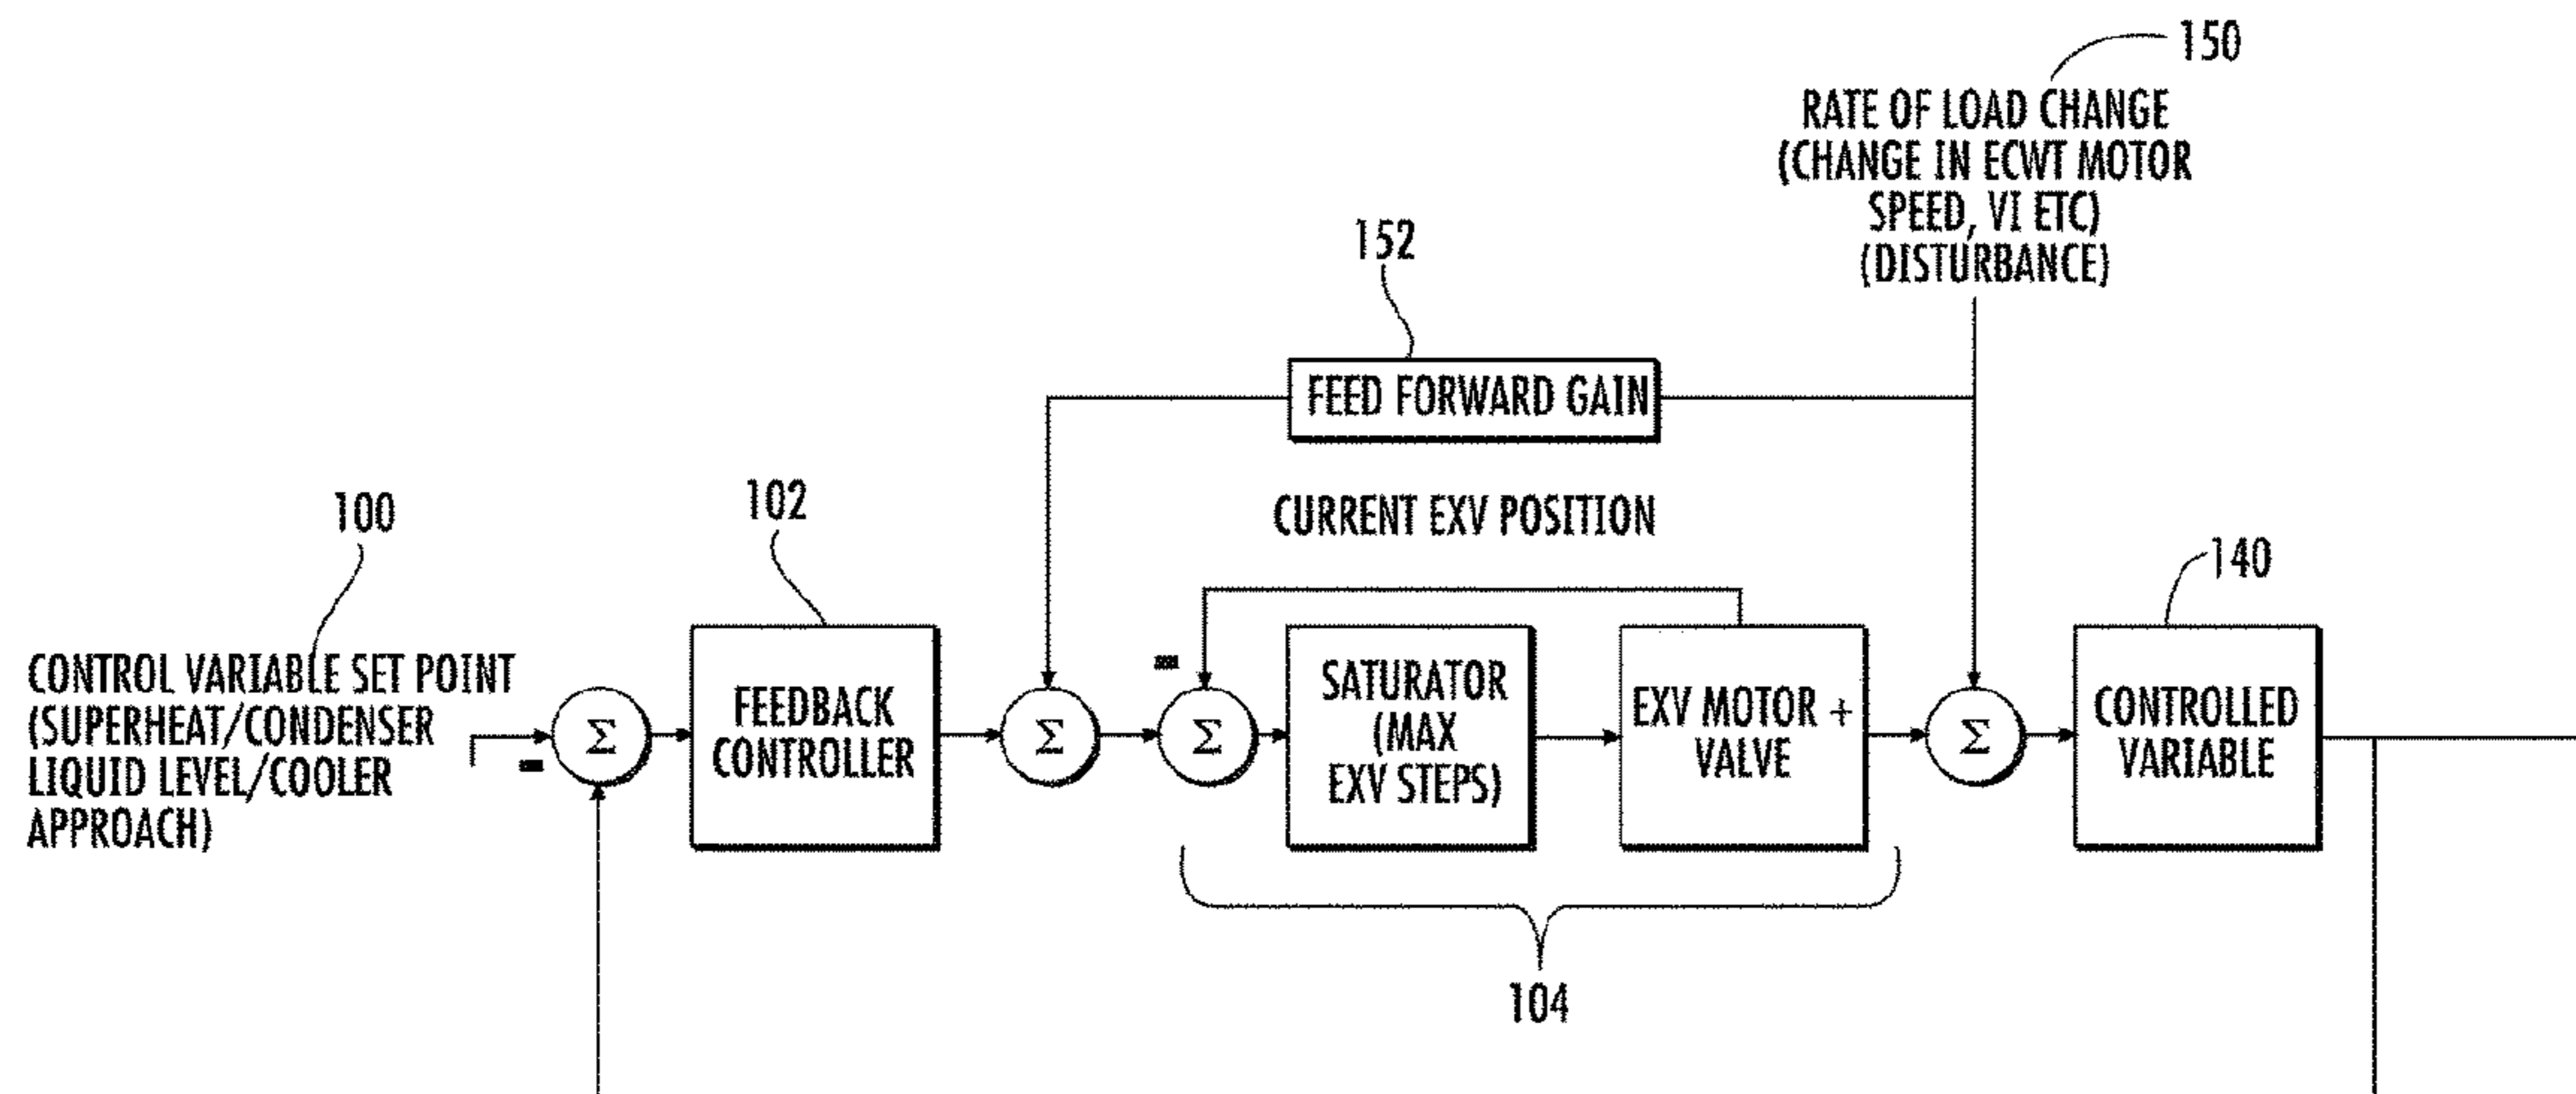 150
RATE OF LOAD CHANGE
(CHANGE IN ECWT MOTOR
SPEED, VI ETC)
(DISTURBANCE)
152
FEED FORWARD GAIN
CURRENT EXV POSITION
100
102
140
CONTROL VARIABLE SET POINT
(SUPERHEAT/CONDENSER
LIQUID LEVEL/COOLER
APPROACH)
-
Σ
FEEDBACK
CONTROLLER
Σ
-
Σ
SATURATOR
(MAX
EXV STEPS)
EXV MOTOR +
VALVE
Σ
CONTROLLED
VARIABLE
104